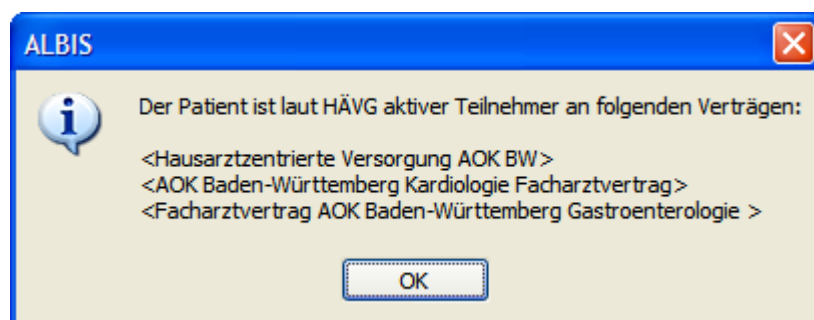 ALBIS
Der Patient ist laut HÄVG aktiver Teilnehmer an folgenden Verträgen:
<Hausarztzentrierte Versorgung AOK BW>
<AOK Baden-Württemberg Kardiologie Facharztvertrag>
<Facharztvertrag AOK Baden-Württemberg Gastroenterologie >
OK